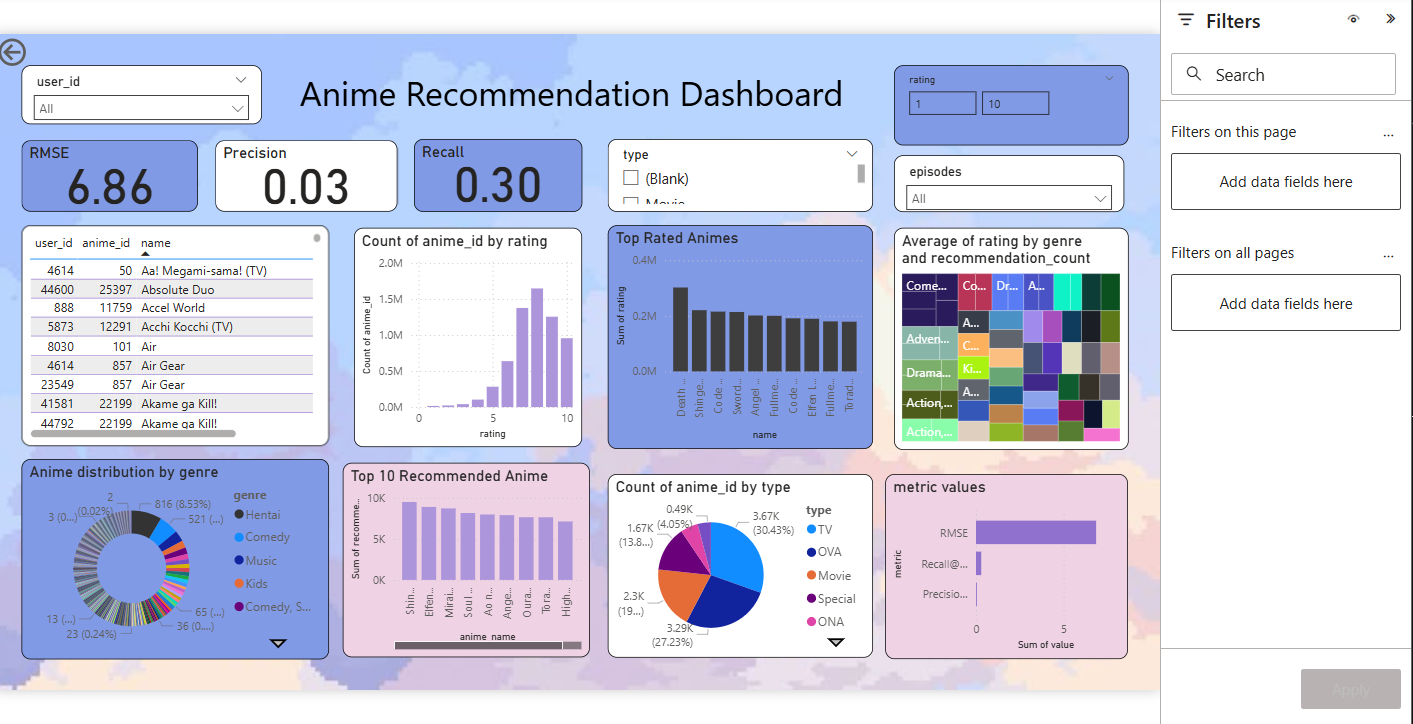 Anime Recommendation Dashboard
user_id
All
rating
1
10
RMSE
6.86
Precision
0.03
Recall
0.30
type
(Blank)
Movie
episodes
All
user_id anime_id name
4614 50 Aa! Megami-sama! (TV)
44600 25397 Absolute Duo
888 11759 Accel World
5873 12291 Acchi Kocchi (TV)
8030 101 Air
4614 857 Air Gear
23549 857 Air Gear
41581 22199 Akame ga Kill!
44792 22199 Akame ga Kill!
Count of anime_id by rating
Count of anime_id
2.0M
1.5M
1.0M
0.5M
0.0M
0 5 10
rating
Top Rated Animes
Sum of rating
0.4M
0.2M
0.0M
Death ...
Shinge...
Code ...
Sword...
Angel ...
Fullme...
Code ...
Elfen L...
Fullme...
Torad...
name
Average of rating by genre
and recommendation_count
Come...
Co...
Dr...
A...
Adven...
A...
C...
Drama...
Ki...
Action,...
A...
Action,...
Anime distribution by genre
2
(0.02%)
3 (0....)
13 (...)
23 (0.24%)
816 (8.53%)
521 (...)
65 (...)
36 (0....)
genre
Hentai
Comedy
Music
Kids
Comedy, S...
Top 10 Recommended Anime
Sum of recomme...
10K
5K
0K
Shin...
Elfen...
Mirai...
Soul ...
Ao n...
Ange...
Oura...
Tora...
High...
anime_name
Count of anime_id by type
0.49K
(4.05%)
1.67K
(13.8...)
2.3K
(19....)
3.29K
(27.23%)
3.67K
(30.43%)
type
TV
OVA
Movie
Special
ONA
metric values
metric
RMSE
Recall@...
Precisio...
0 5
Sum of value
Filters
Search
Filters on this page
...
Add data fields here
Filters on all pages
...
Add data fields here
Apply